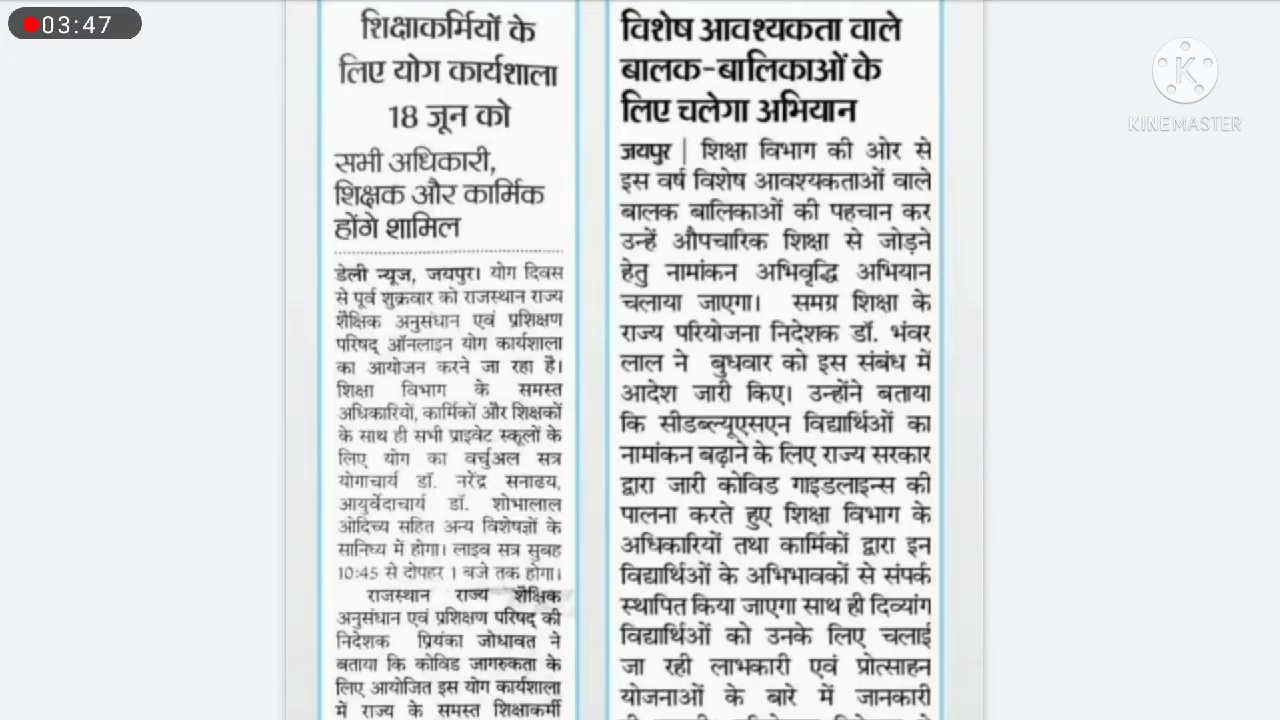 03:47
शिक्षाकर्मियों के
लिए योग कार्यशाला
18 जून को
सभी अधिकारी,
शिक्षक और कार्मिक
होंगे शामिल
डेली न्यूज, जयपुर। योग दिवस
से पूर्व शुक्रवार को राजस्थान राज्य
शैक्षिक अनुसंधान एवं प्रशिक्षण
परिषद् ऑनलाइन योग कार्यशाला
का आयोजन करने जा रहा है।
शिक्षा विभाग के समस्त
अधिकारियों, कार्मिकों और शिक्षकों
के साथ ही सभी प्राइवेट स्कूलों के
लिए योग का वर्चुअल सत्र
योगाचार्य डॉ. नरेंद्र सनाढय,
आयुर्वेदाचार्य डॉ. शोभालाल
ओदिच्य सहित अन्य विशेषज्ञों के
सानिध्य में होगा। लाइव सत्र सुबह
10:45 से दोपहर 1 बजे तक होगा।
राजस्थान राज्य शैक्षिक
अनुसंधान एवं प्रशिक्षण परिषद् की
निदेशक प्रियंका जोधावत ने
बताया कि कोविड जागरुकता के
लिए आयोजित इस योग कार्यशाला
में राज्य के समस्त शिक्षाकर्मी
विशेष आवश्यकता वाले
बालक-बालिकाओं के
लिए चलेगा अभियान
जयपुर | शिक्षा विभाग की ओर से
इस वर्ष विशेष आवश्यकताओं वाले
बालक बालिकाओं की पहचान कर
उन्हें औपचारिक शिक्षा से जोड़ने
हेतु नामांकन अभिवृद्धि अभियान
चलाया जाएगा। समग्र शिक्षा के
राज्य परियोजना निदेशक डॉ. भंवर
लाल ने बुधवार को इस संबंध में
आदेश जारी किए। उन्होंने बताया
कि सीडब्ल्यूएसएन विद्यार्थिओं का
नामांकन बढ़ाने के लिए राज्य सरकार
द्वारा जारी कोविड गाइडलाइन्स की
पालना करते हुए शिक्षा विभाग के
अधिकारियों तथा कार्मिकों द्वारा इन
विद्यार्थिओं के अभिभावकों से संपर्क
स्थापित किया जाएगा साथ ही दिव्यांग
विद्यार्थिओं को उनके लिए चलाई
जा रही लाभकारी एवं प्रोत्साहन
योजनाओं के बारे में जानकारी
K
KINEMASTER